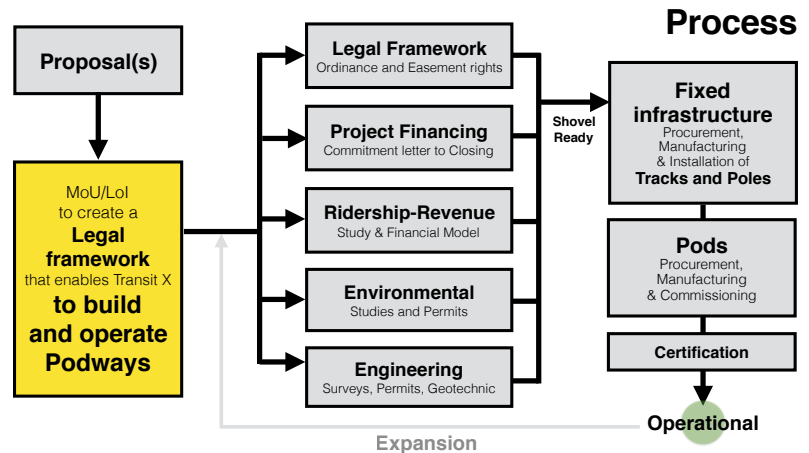 Process
Proposal(s)
MoU/LoI
to create a
Legal
framework
that enables Transit X
to build
and operate
Podways
Legal Framework
Ordinance and Easement rights
Project Financing
Commitment letter to Closing
Ridership-Revenue
Study & Financial Model
Environmental
Studies and Permits
Engineering
Surveys, Permits, Geotechnic
Shovel
Ready
Fixed
infrastructure
Procurement,
Manufacturing
& Installation of
Tracks and Poles
Pods
Procurement,
Manufacturing
& Commissioning
Certification
Operational
Expansion